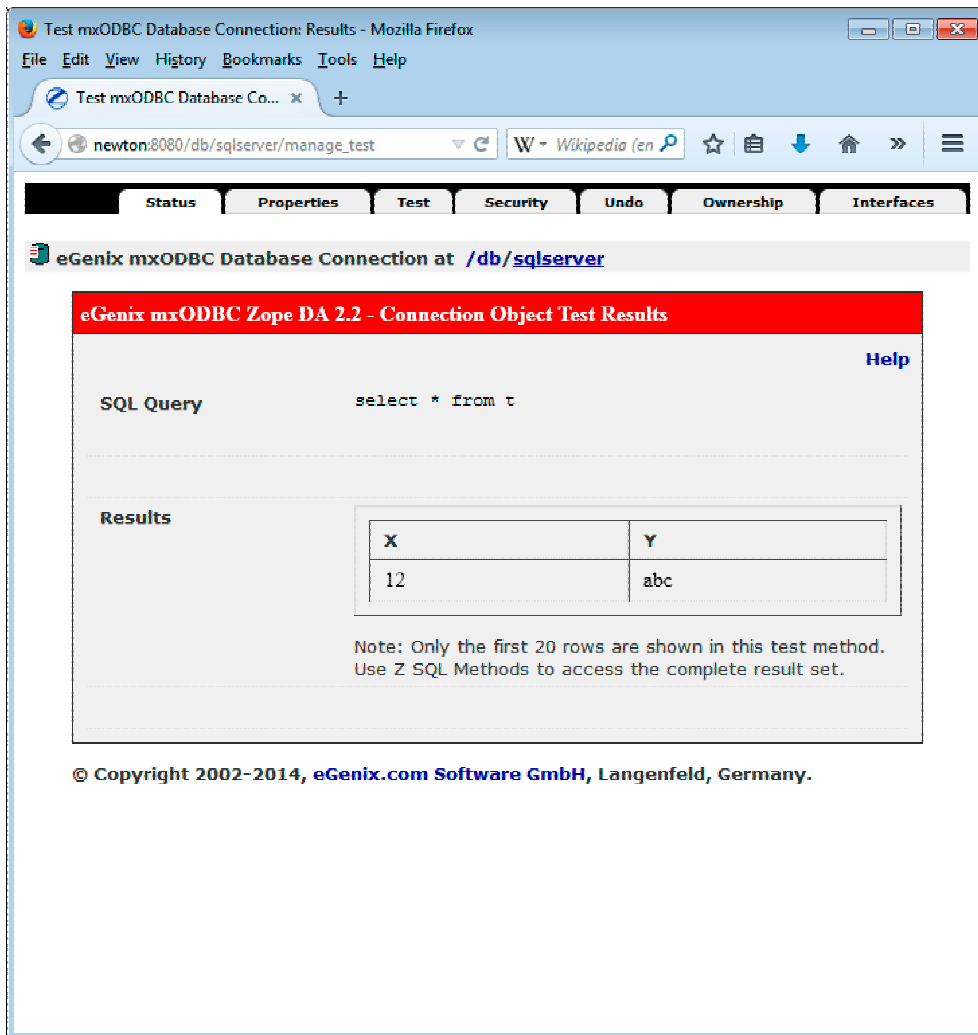 Test mxODBC Database Connection: Results - Mozilla Firefox
File Edit View History Bookmarks Tools Help
Test mxODBC Database Co... × +
newton:8080/db/sqlserver/manage_test W Wikipedia (en
Status Properties Test Security Undo Ownership Interfaces
eGenix mxODBC Database Connection at /db/sqlserver
eGenix mxODBC Zope DA 2.2 - Connection Object Test Results
Help
SQL Query select * from t
Results
X Y
12 abc
Note: Only the first 20 rows are shown in this test method.
Use Z SQL Methods to access the complete result set.
© Copyright 2002-2014, eGenix.com Software GmbH, Langenfeld, Germany.